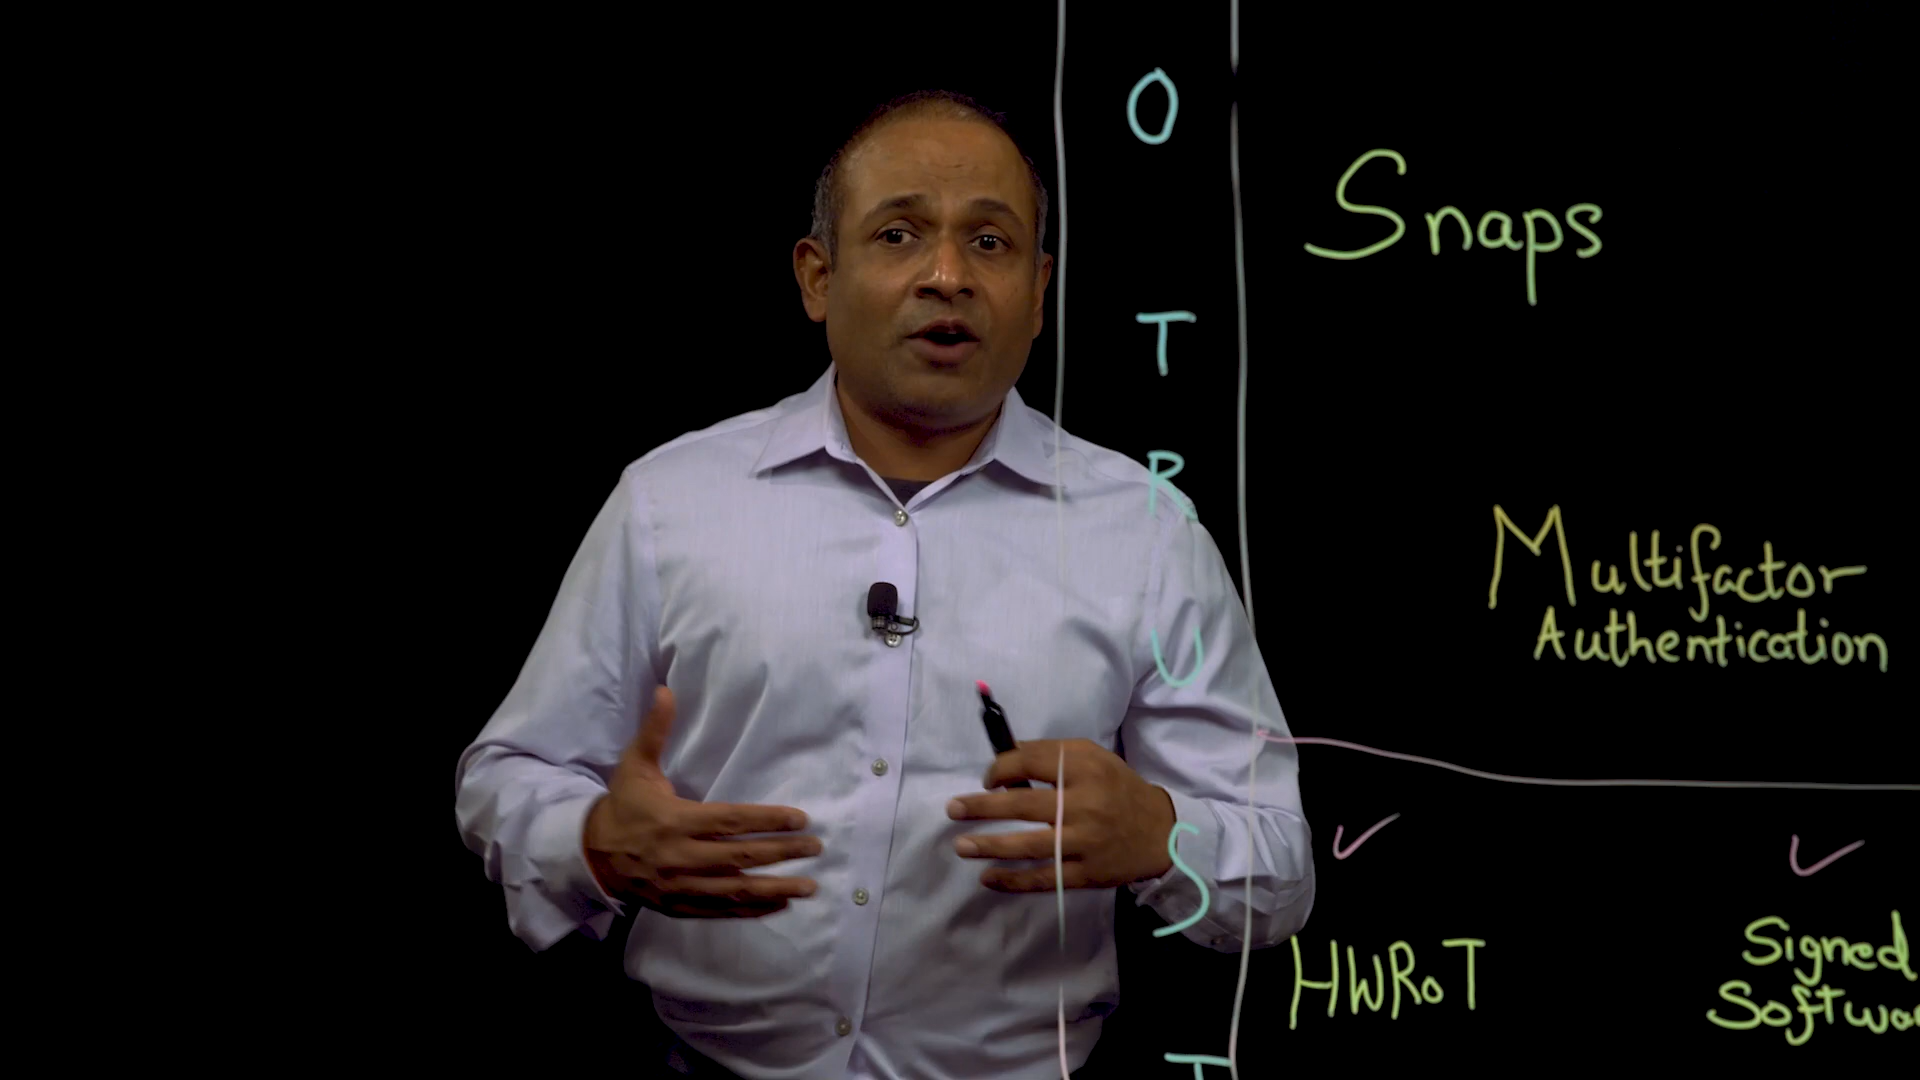 O
T
R
U
S
T
Snaps
Multifactor
Authentication
HWRoT
Signed